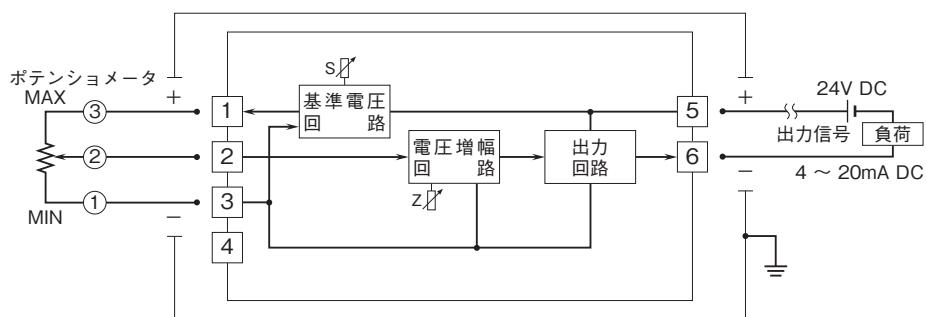 ポテンショメータ
MAX
MIN
③
②
①
+
−
1
2
3
4
S
基準電圧
回路
電圧増幅
回路
Z
出力
回路
5
6
+
−
24V DC
出力信号
負荷
4 ~ 20mA DC